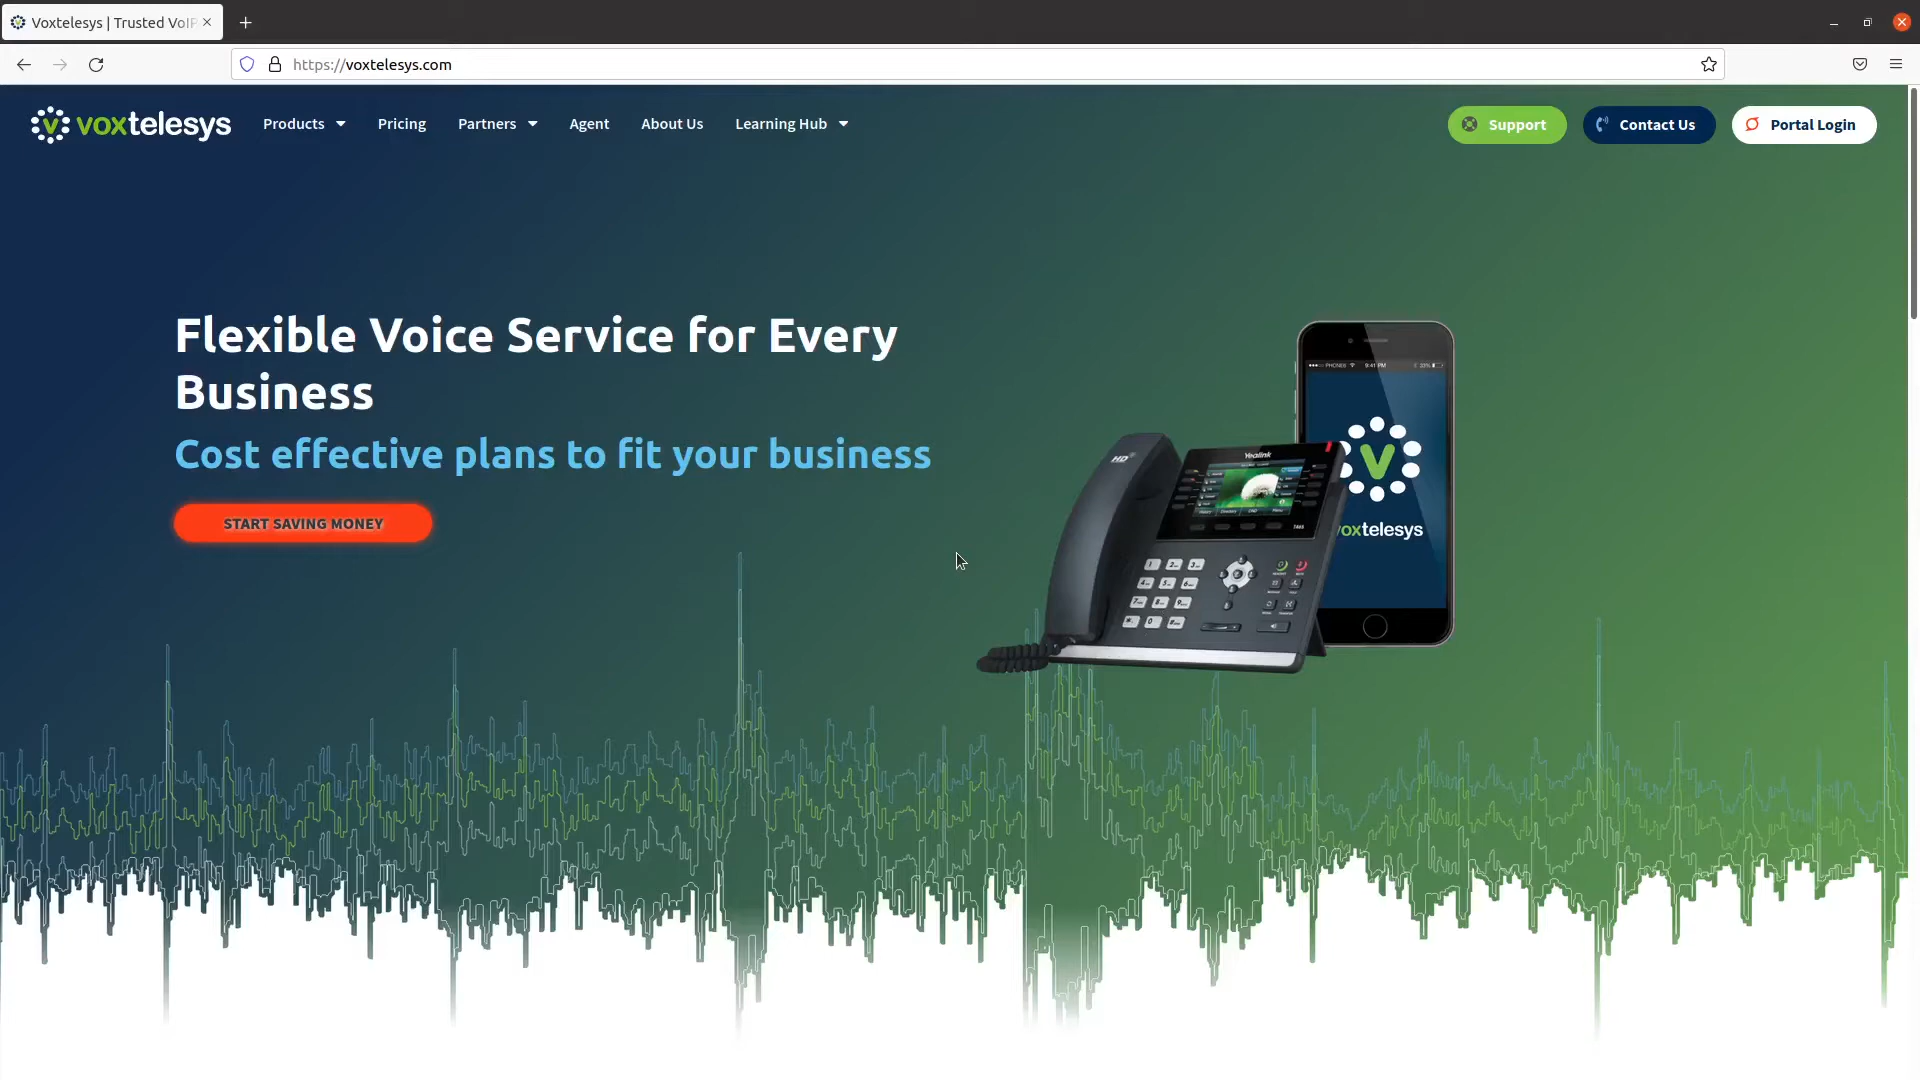 Voxtelesys | Trusted VoIP
https://voxtelesys.com
voxtelesys
Products
Pricing
Partners
Agent
About Us
Learning Hub
Support
Contact Us
Portal Login
Flexible Voice Service for Every
Business
Cost effective plans to fit your business
START SAVING MONEY
HD
Yealink
voxtelesys